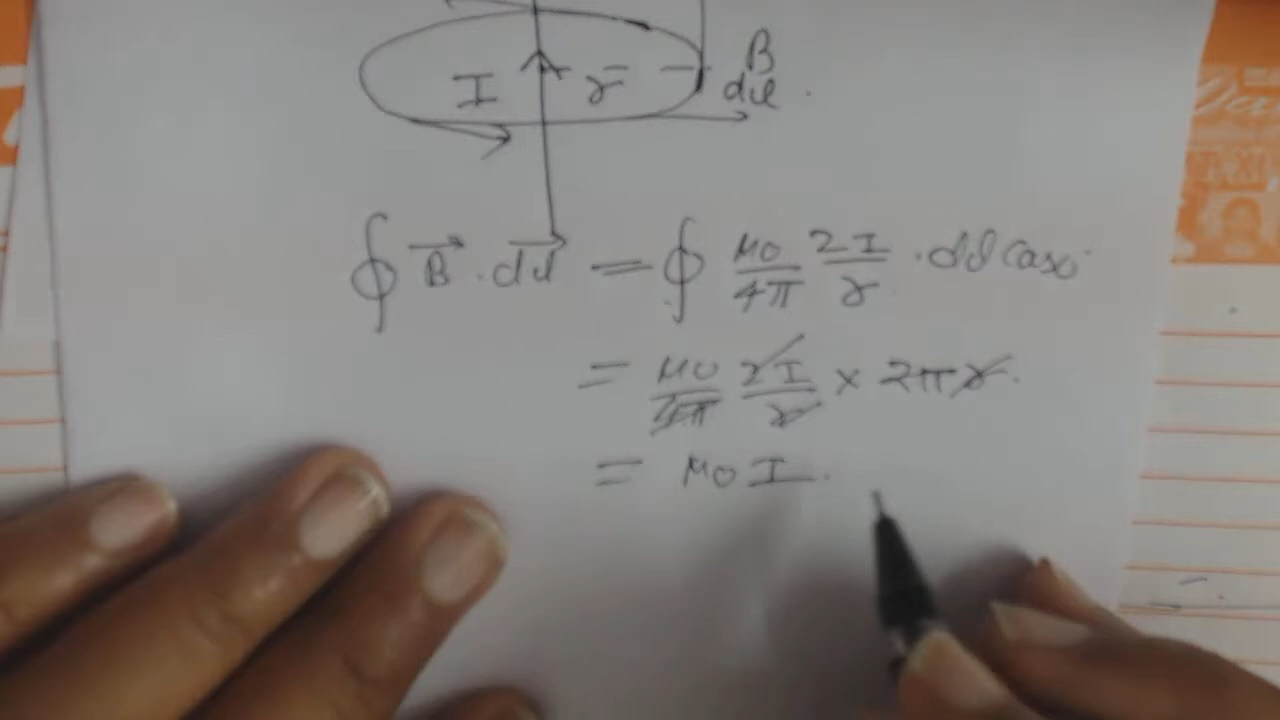 B
I r dl.
∮ B⃗ . dl⃗ = ∮ μ0/4π 2I/r . dl cos0
= μ0/4π 2I/r × 2πr.
= μ0 I.